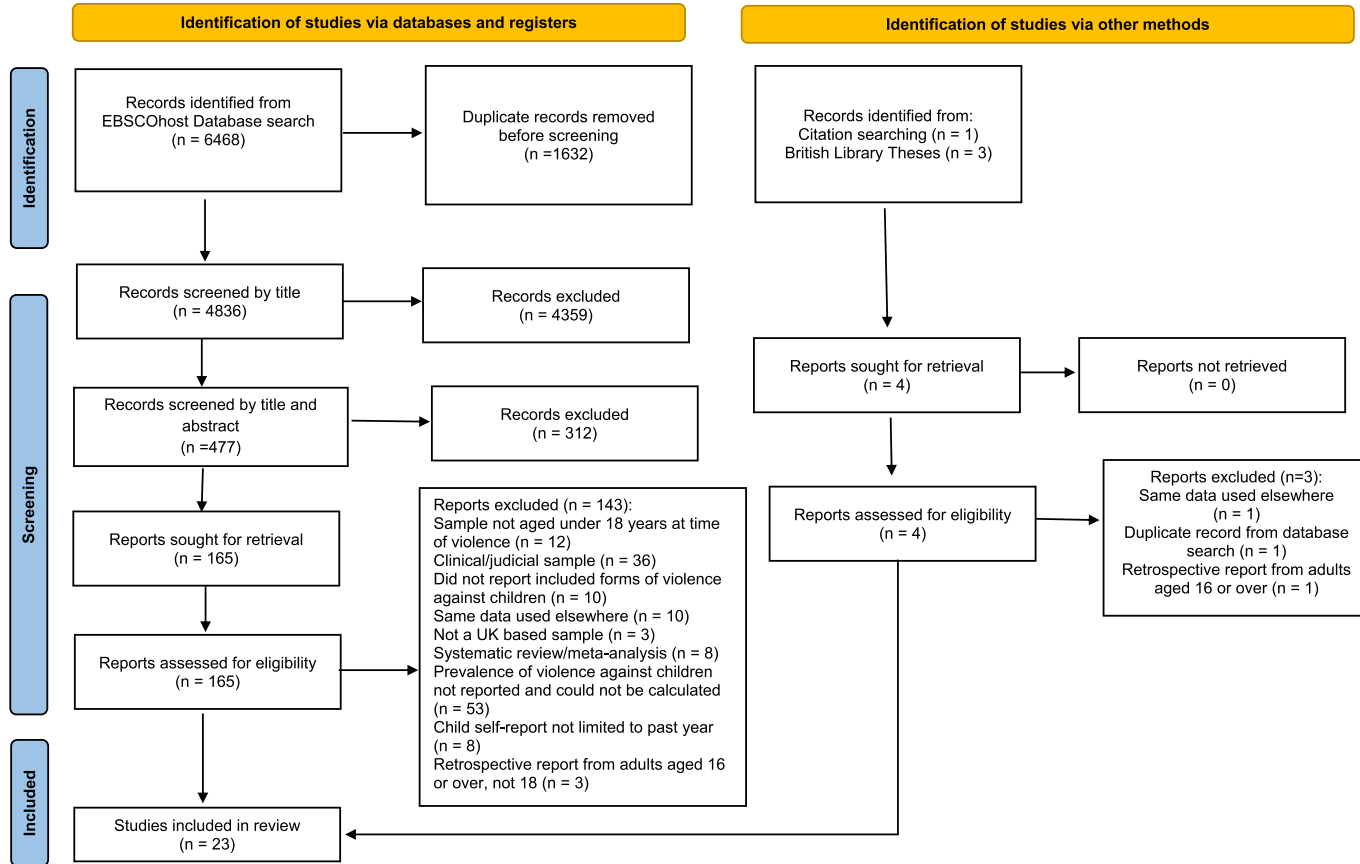 Identification of studies via databases and registers
Identification of studies via other methods
Identification
Records identified from
EBSCOhost Database search
(n = 6468)
Duplicate records removed
before screening
(n =1632)
Records identified from:
Citation searching (n = 1)
British Library Theses (n = 3)
Screening
Records screened by title
(n = 4836)
Records excluded
(n = 4359)
Records screened by title and
abstract
(n =477)
Records excluded
(n = 312)
Reports sought for retrieval
(n = 165)
Reports assessed for eligibility
(n = 165)
Reports excluded (n = 143):
Sample not aged under 18 years at time
of violence (n = 12)
Clinical/judicial sample (n = 36)
Did not report included forms of violence
against children (n = 10)
Same data used elsewhere (n = 10)
Not a UK based sample (n = 3)
Systematic review/meta-analysis (n = 8)
Prevalence of violence against children
not reported and could not be calculated
(n = 53)
Child self-report not limited to past year
(n = 8)
Retrospective report from adults aged 16
or over, not 18 (n = 3)
Reports sought for retrieval
(n = 4)
Reports not retrieved
(n = 0)
Reports assessed for eligibility
(n = 4)
Reports excluded (n=3):
Same data used elsewhere
(n = 1)
Duplicate record from database
search (n = 1)
Retrospective report from adults
aged 16 or over (n = 1)
Included
Studies included in review
(n = 23)